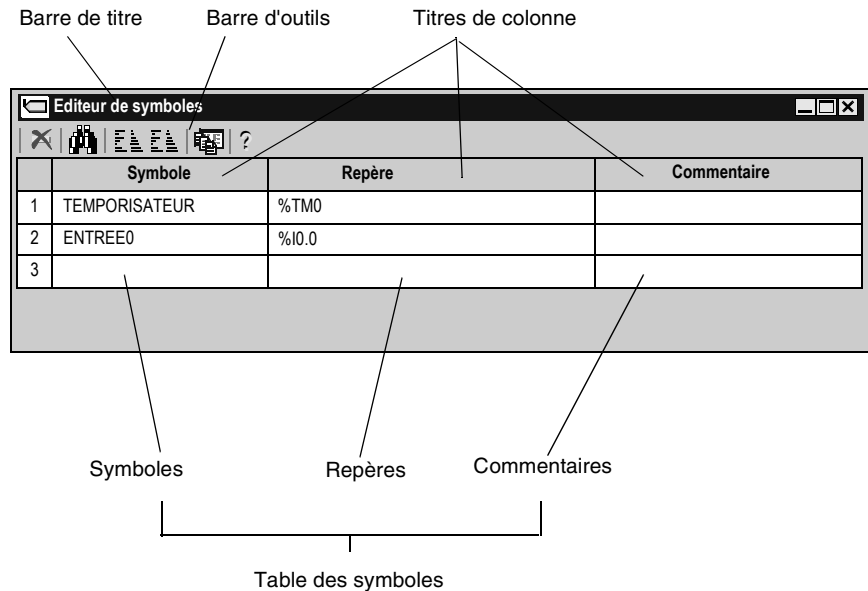 Barre de titre Barre d'outils Titres de colonne
Editeur de symboles
?
Symbole Repère Commentaire
1 TEMPORISATEUR %TM0
2 ENTREE0 %I0.0
3
Symboles Repères Commentaires
Table des symboles